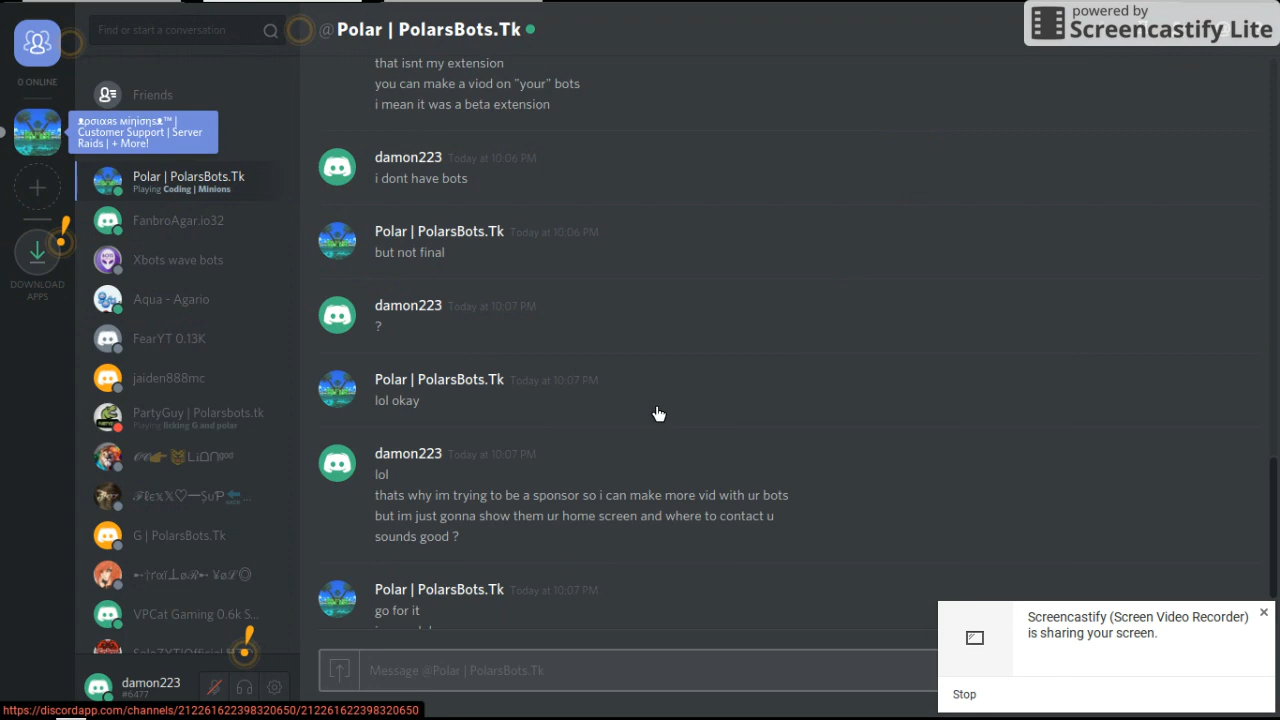 powered by
Screencastify Lite
Find or start a conversation
@ Polar | PolarsBots.Tk
0 ONLINE
Customer Support | Server
Raids | + More!
DOWNLOAD
APPS
Friends
Polar | PolarsBots.Tk
Playing Coding | Minions
FanbroAgar.io32
Xbots wave bots
Aqua - Agario
FearYT 0.13K
jaiden888mc
PartyGuy | Polarsbots.tk
Playing licking G and polar
G | PolarsBots.Tk
VPCat Gaming 0.6k S...
damon223
#6477
that isnt my extension
you can make a viod on "your" bots
i mean it was a beta extension
damon223 Today at 10:06 PM
i dont have bots
Polar | PolarsBots.Tk Today at 10:06 PM
but not final
damon223 Today at 10:07 PM
?
Polar | PolarsBots.Tk Today at 10:07 PM
lol okay
damon223 Today at 10:07 PM
lol
thats why im trying to be a sponsor so i can make more vid with ur bots
but im just gonna show them ur home screen and where to contact u
sounds good ?
Polar | PolarsBots.Tk Today at 10:07 PM
go for it
Message @Polar | PolarsBots.Tk
Screencastify (Screen Video Recorder)
is sharing your screen.
Stop
https://discordapp.com/channels/212261622398320650/212261622398320650